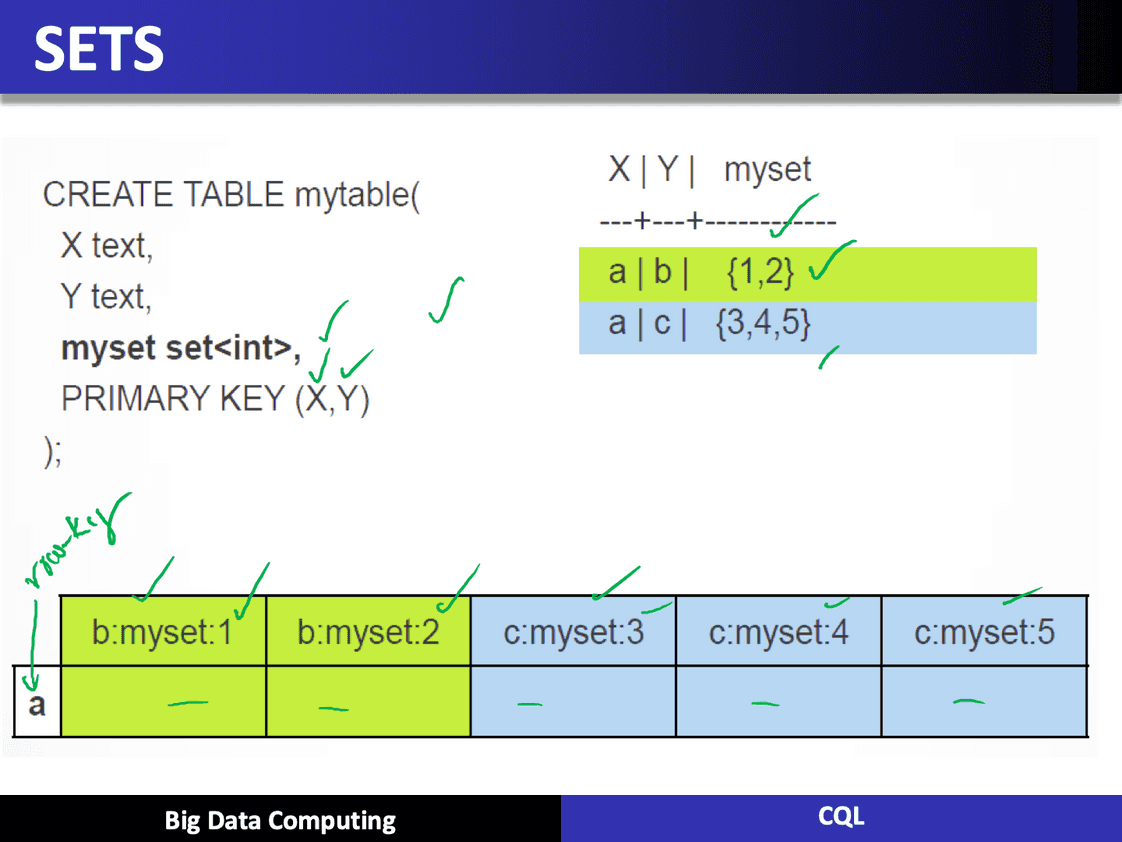 SETS
CREATE TABLE mytable(
X text,
Y text,
myset set<int>,
PRIMARY KEY (X,Y)
);
X | Y | myset
---+---+------------
a | b | {1,2}
a | c | {3,4,5}
row-key
b:myset:1 b:myset:2 c:myset:3 c:myset:4 c:myset:5
a
Big Data Computing
CQL